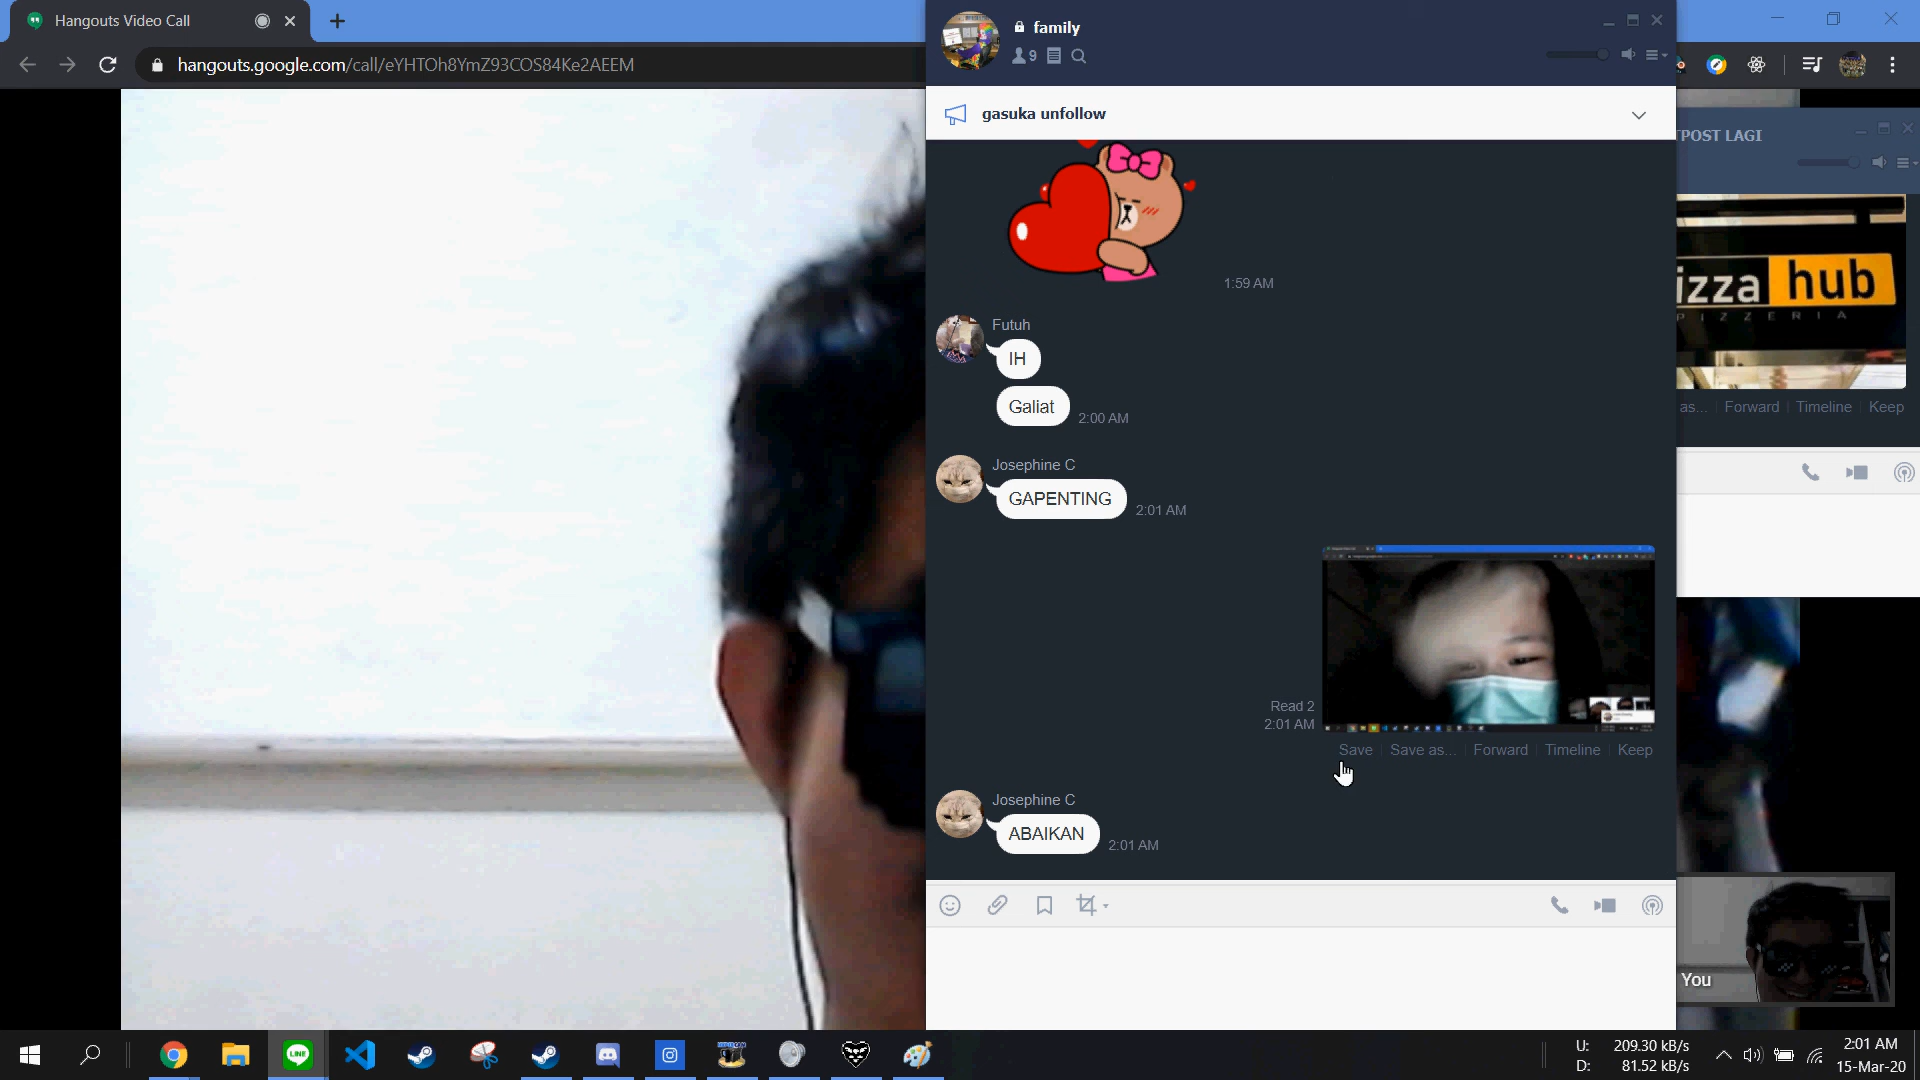 Hangouts Video Call
hangouts.google.com/call/eYHTOh8YmZ93COS84Ke2AEEM
family
9
gasuka unfollow
1:59 AM
Futuh
IH
Galiat
2:00 AM
Josephine C
GAPENTING
2:01 AM
Read 2
2:01 AM
Save
Save as...
Forward
Timeline
Keep
Josephine C
ABAIKAN
2:01 AM
TPOST LAGI
izza hub
PIZZERIA
as...
Forward
Timeline
Keep
You
LINE
U: 209.30 kB/s
D: 81.52 kB/s
2:01 AM
15-Mar-20